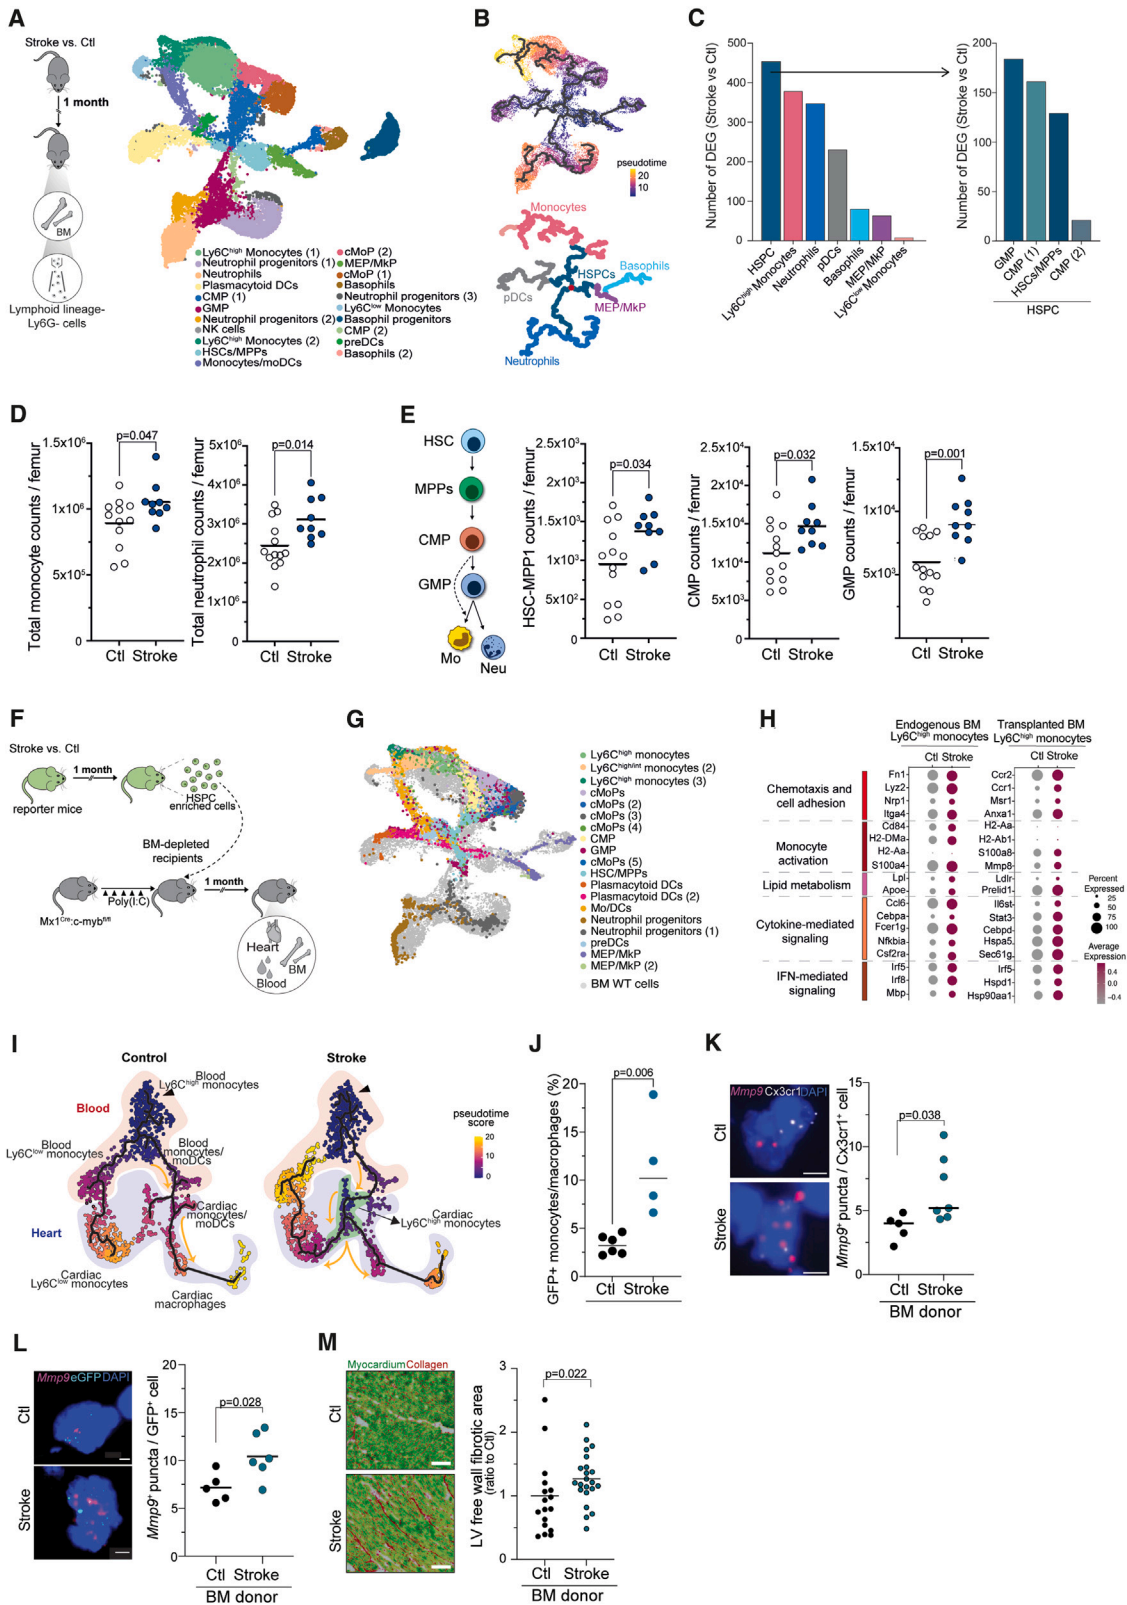 A
Stroke vs. Ctl
1 month
BM
Lymphoid lineage-
Ly6G- cells
Ly6Chigh Monocytes (1)
Neutrophil progenitors (1)
Neutrophils
Plasmacytoid DCs
CMP (1)
GMP
Neutrophil progenitors (2)
NK cells
Ly6Chigh Monocytes (2)
HSCs/MPPs
Monocytes/moDCs
cMoP (2)
MEP/MkP
cMoP (1)
Basophils
Neutrophil progenitors (3)
Ly6Clow Monocytes
Basophil progenitors
CMP (2)
preDCs
Basophils (2)
B
pseudotime
20
10
Monocytes
HSPCs
Basophils
pDCs
MEP/MkP
Neutrophils
C
Number of DEG (Stroke vs Ctl)
500
400
300
200
100
0
HSPC
Ly6Chigh Monocytes
Neutrophils
pDCs
Basophils
MEP/MkP
Ly6Clow Monocytes
Number of DEG (Stroke vs Ctl)
200
150
100
50
0
GMP
CMP (1)
HSCs/MPPs
CMP (2)
HSPC
D
Total monocyte counts / femur
1.5x10⁶
1x10⁶
5x10⁵
0
p=0.047
Ctl Stroke
Total neutrophil counts / femur
5x10⁶
4x10⁶
3x10⁶
2x10⁶
1x10⁶
0
p=0.014
Ctl Stroke
E
HSC
MPPs
CMP
GMP
Mo
Neu
HSC-MPP1 counts / femur
2.5x10³
2x10³
1.5x10³
1x10³
5x10²
0
p=0.034
Ctl Stroke
CMP counts / femur
2.5x10⁴
2x10⁴
1.5x10⁴
1x10⁴
5x10³
0
p=0.032
Ctl Stroke
GMP counts / femur
1.5x10⁴
1x10⁴
5x10³
0
p=0.001
Ctl Stroke
F
Stroke vs. Ctl
1 month
reporter mice
HSPC
enriched cells
BM-depleted
recipients
1 month
Poly(I:C)
Mx1Cre:c-mybfl/fl
Heart
BM
Blood
G
Ly6Chigh monocytes
Ly6Chigh/int monocytes (2)
Ly6Chigh monocytes (3)
cMoPs
cMoPs (2)
cMoPs (3)
cMoPs (4)
CMP
GMP
cMoPs (5)
HSC/MPPs
Plasmacytoid DCs
Plasmacytoid DCs (2)
Mo/DCs
Neutrophil progenitors
Neutrophil progenitors (1)
preDCs
MEP/MkP
MEP/MkP (2)
BM WT cells
H
Endogenous BM
Ly6Chigh monocytes
Transplanted BM
Ly6Chigh monocytes
Ctl Stroke
Ctl Stroke
Chemotaxis and
cell adhesion
Fn1
Lyz2
Nrp1
Itga4
Ccr2
Ccr1
Msr1
Anxa1
Monocyte
activation
Cd84
H2-DMa
H2-Aa
S100a4
H2-Aa
H2-Ab1
S100a8
Mmp8
Lipid metabolism
Lpl
Apoe
Ldlr
Prelid1
Cytokine-mediated
signaling
Ccl6
Cebpa
Fcer1g
Nfkbia
Csf2ra
Il6st
Stat3
Cebpd
Hspa5
Sec61g
IFN-mediated
signaling
Irf5
Irf8
Mbp
Irf5
Hspd1
Hsp90aa1
Percent
Expressed
25
50
75
100
Average
Expression
0.4
0.0
−0.4
I
Control
Stroke
Blood
Blood
Ly6Chigh monocytes
Blood
Ly6Clow monocytes
Blood
monocytes/
moDCs
Cardiac
monocytes/
moDCs
Heart
Cardiac
Ly6Clow monocytes
Cardiac
macrophages
Cardiac
Ly6Chigh monocytes
pseudotime
score
20
10
0
J
GFP+ monocytes/macrophages (%)
20
15
10
5
0
p=0.006
Ctl Stroke
K
Mmp9 Cx3cr1 DAPI
Ctl
Stroke
Mmp9⁺ puncta / Cx3cr1⁺ cell
15
10
5
0
p=0.038
Ctl Stroke
BM donor
L
Mmp9 eGFP DAPI
Ctl
Stroke
Mmp9⁺ puncta / GFP⁺ cell
20
15
10
5
0
p=0.028
Ctl Stroke
BM donor
M
Myocardium Collagen
Ctl
Stroke
LV free wall fibrotic area
(ratio to Ctl)
3
2
1
0
p=0.022
Ctl Stroke
BM donor